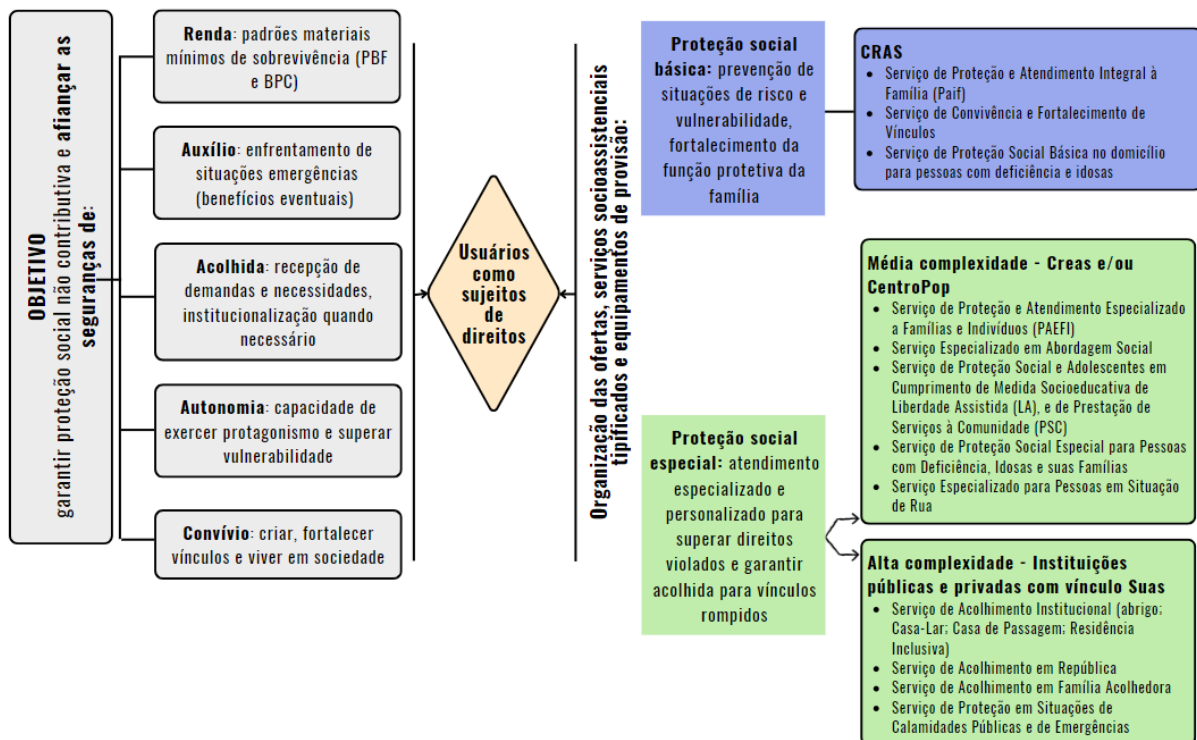 OBJETIVO
garantir proteção social não contributiva e afiançar as
seguranças de:
Renda: padrões materiais
mínimos de sobrevivência (PBF
e BPC)
Auxílio: enfrentamento de
situações emergências
(benefícios eventuais)
Acolhida: recepção de
demandas e necessidades,
institucionalização quando
necessário
Autonomia: capacidade de
exercer protagonismo e superar
vulnerabilidade
Convívio: criar, fortalecer
vínculos e viver em sociedade
Usuários
como
sujeitos
de
direitos
Organização das ofertas, serviços socioassistenciais
tipificados e equipamentos de provisão:
Proteção social
básica: prevenção de
situações de risco e
vulnerabilidade,
fortalecimento da
função protetiva da
família
CRAS
• Serviço de Proteção e Atendimento Integral à
Família (Paif)
• Serviço de Convivência e Fortalecimento de
Vínculos
• Serviço de Proteção Social Básica no domicílio
para pessoas com deficiência e idosas
Proteção social
especial: atendimento
especializado e
personalizado para
superar direitos
violados e garantir
acolhida para vínculos
rompidos
Média complexidade - Creas e/ou
CentroPop
• Serviço de Proteção e Atendimento Especializado
a Famílias e Indivíduos (PAEFI)
• Serviço Especializado em Abordagem Social
• Serviço de Proteção Social e Adolescentes em
Cumprimento de Medida Socioeducativa de
Liberdade Assistida (LA), e de Prestação de
Serviços à Comunidade (PSC)
• Serviço de Proteção Social Especial para Pessoas
com Deficiência, Idosas e suas Famílias
• Serviço Especializado para Pessoas em Situação
de Rua
Alta complexidade - Instituições
públicas e privadas com vínculo Suas
• Serviço de Acolhimento Institucional (abrigo;
Casa-Lar; Casa de Passagem; Residência
Inclusiva)
• Serviço de Acolhimento em República
• Serviço de Acolhimento em Família Acolhedora
• Serviço de Proteção em Situações de
Calamidades Públicas e de Emergências